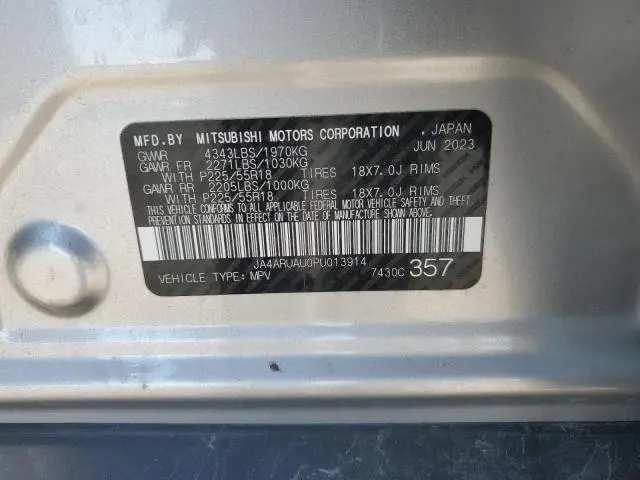 MFD.BY MITSUBISHI MOTORS CORPORATION . JAPAN
GVWR 4343LBS/1970KG JUN 2023
GAWR FR 2271LBS/1030KG
WITH P225/55R18 TIRES 18X7.0J RIMS
GAWR RR 2205LBS/1000KG
WITH P225/55R18 TIRES 18X7.0J RIMS
THIS VEHICLE CONFORMS TO ALL APPLICABLE FEDERAL MOTOR VEHICLE SAFETY AND THEFT
PREVENTION STANDARDS IN EFFECT ON THE DATE OF MANUFACTURE SHOWN ABOVE.
JA4ARUAU0PU013914
VEHICLE TYPE: MPV 7430C 357